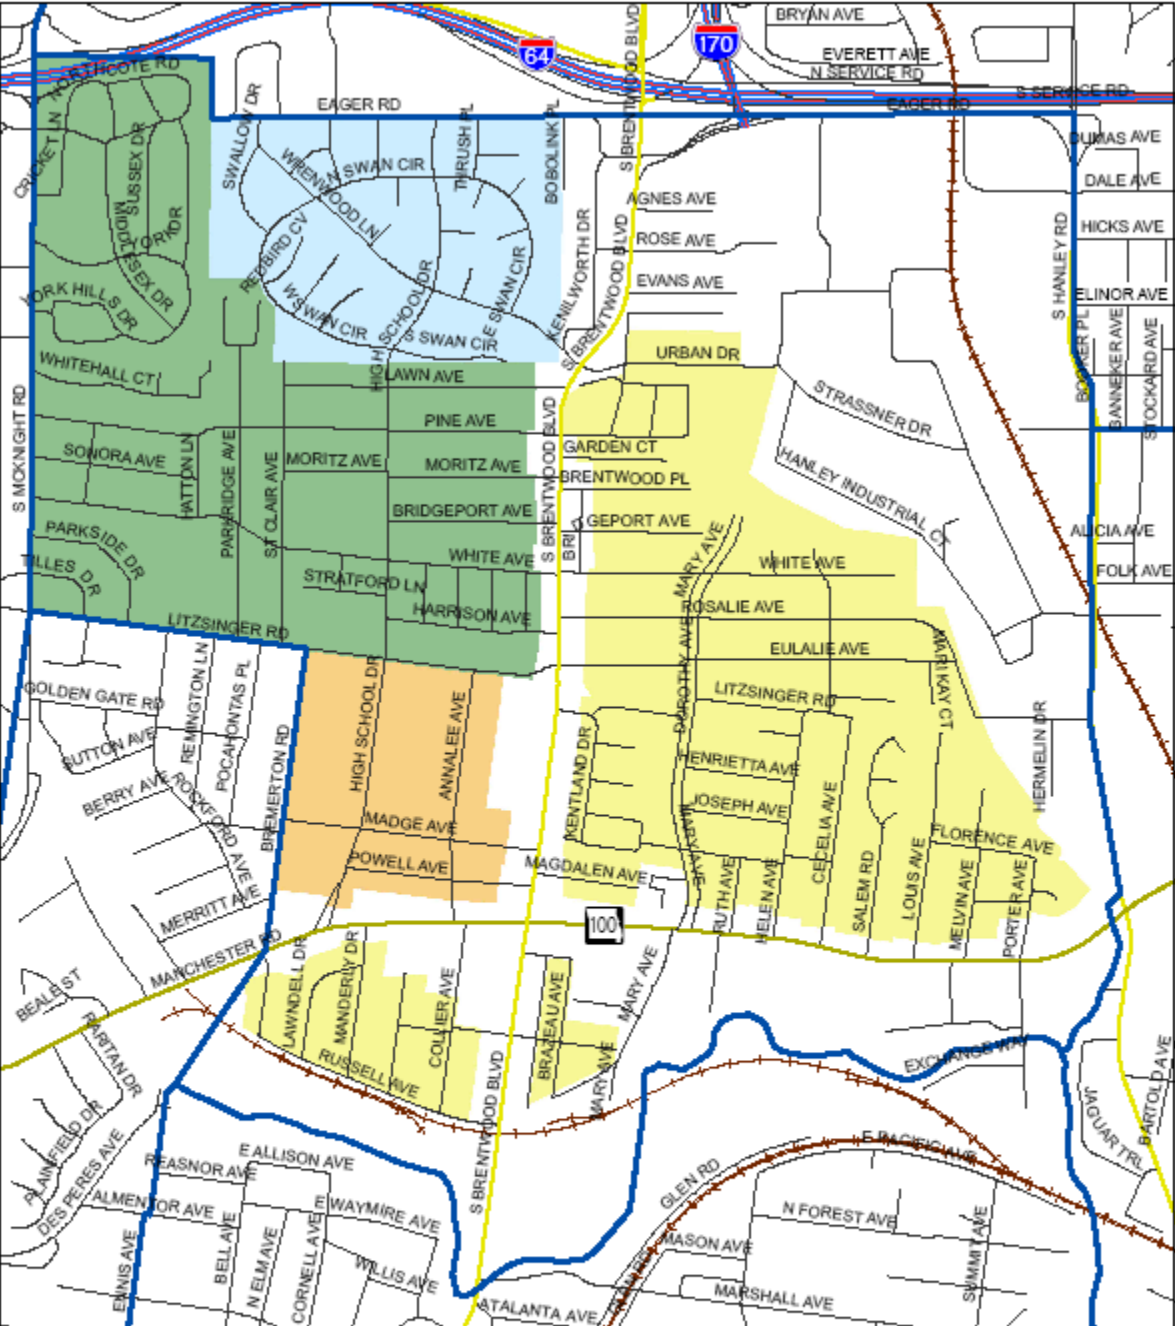 BRYAN AVE
S BRENTWOOD BLVD
64
170
EVERETT AVE
N SERVICE RD
NORTHCOTE RD
S SERVICE RD
EAGER RD
EAGER RD
SWALLOW DR
THRUSH PL
BOBOLINK PL
S BRENTWOOD BLVD
DUMAS AVE
CRICKET LN
SUSSEX DR
WRENWOOD LN
N SWAN CIR
DALE AVE
AGNES AVE
MIDDLESEX DR
YORK DR
REDBIRD CV
KENILWORTH DR
S BRENTWOOD BLVD
ROSE AVE
S HANLEY RD
HICKS AVE
YORK HILLS DR
W SWAN CIR
HIGH SCHOOL DR
E SWAN CIR
EVANS AVE
ELINOR AVE
S SWAN CIR
URBAN DR
BOOKER PL
BANNEKER AVE
STOCKARD AVE
WHITEHALL CT
LAWN AVE
S MCKNIGHT RD
STRASSNER DR
PINE AVE
S BRENTWOOD BLVD
GARDEN CT
SONORA AVE
HATTON LN
PARKRIDGE AVE
ST CLAIR AVE
MORITZ AVE
MORITZ AVE
BRENTWOOD PL
HANLEY INDUSTRIAL CT
BRIDGEPORT AVE
BRI
GEPORT AVE
PARKSIDE DR
MARY AVE
ALICIA AVE
TILLES DR
WHITE AVE
WHITE AVE
FOLK AVE
STRATFORD LN
HARRISON AVE
ROSALIE AVE
LITZSINGER RD
DOROTHY AVE
EULALIE AVE
MARI KAY CT
GOLDEN GATE RD
REMINGTON LN
POCAHONTAS PL
HIGH SCHOOL DR
ANNALEE AVE
LITZSINGER RD
HERMELIN DR
SUTTON AVE
BREMERTON RD
KENTLAND DR
HENRIETTA AVE
BERRY AVE
ROCKFORD AVE
JOSEPH AVE
CECELIA AVE
MADGE AVE
MARY AVE
FLORENCE AVE
POWELL AVE
MAGDALEN AVE
RUTH AVE
HELEN AVE
SALEM RD
LOUIS AVE
MELVIN AVE
PORTER AVE
MERRITT AVE
100
MANCHESTER RD
LAWNDELL DR
MANDERLY DR
COLLIER AVE
BRAZEAU AVE
MARY AVE
BEALE ST
RARITAN DR
RUSSELL AVE
MARY AVE
EXCHANGE WAY
S BRENTWOOD BLVD
JAGUAR TRL
BARTOLD AVE
PLAINFIELD DR
DES PERES AVE
REASNOR AVE
E ALLISON AVE
GLEN RD
E PACIFIC AVE
ALMENTOR AVE
E WAYMIRE AVE
N FOREST AVE
ENNIS AVE
BELL AVE
N ELM AVE
CORNELL AVE
WILLIS AVE
MASON AVE
SUMMIT AVE
MARSHALL AVE
ATALANTA AVE